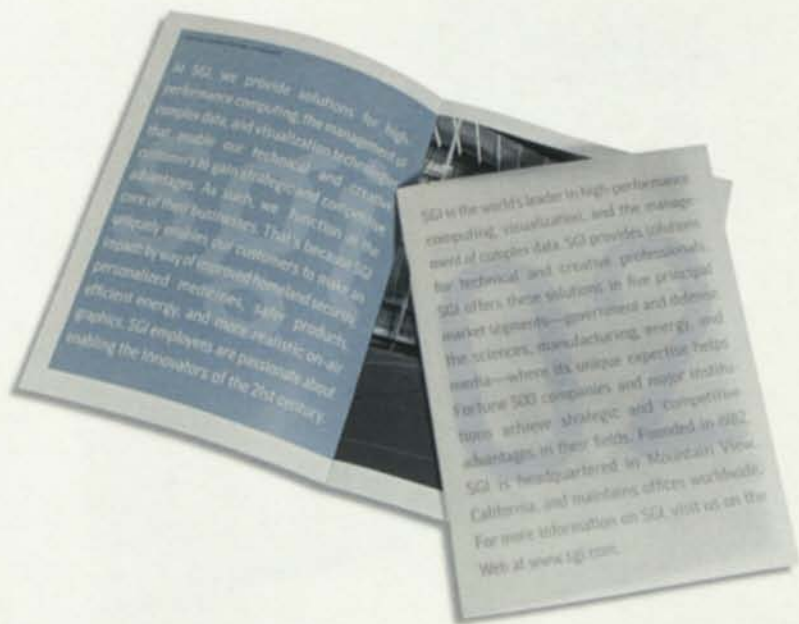 At SGI, we provide solutions for high-
performance computing, the management of
complex data, and visualization technologies
that enable our technical and creative
customers to gain strategic and competitive
advantages. As such, we function at the
core of their businesses. That's because SGI
uniquely enables our customers to make an
impact by way of improved homeland security,
personalized medicines, safer products,
efficient energy, and more realistic on-air
graphics. SGI employees are passionate about
enabling the innovators of the 21st century.
SGI is the world's leader in high-performance
computing, visualization, and the manage-
ment of complex data. SGI provides solutions
for technical and creative professionals.
SGI offers these solutions in five principal
market segments—government and defense,
the sciences, manufacturing, energy, and
media—where its unique expertise helps
Fortune 500 companies and major institu-
tions achieve strategic and competitive
advantages in their fields. Founded in 1982,
SGI is headquartered in Mountain View,
California, and maintains offices worldwide.
For more information on SGI, visit us on the
Web at www.sgi.com.